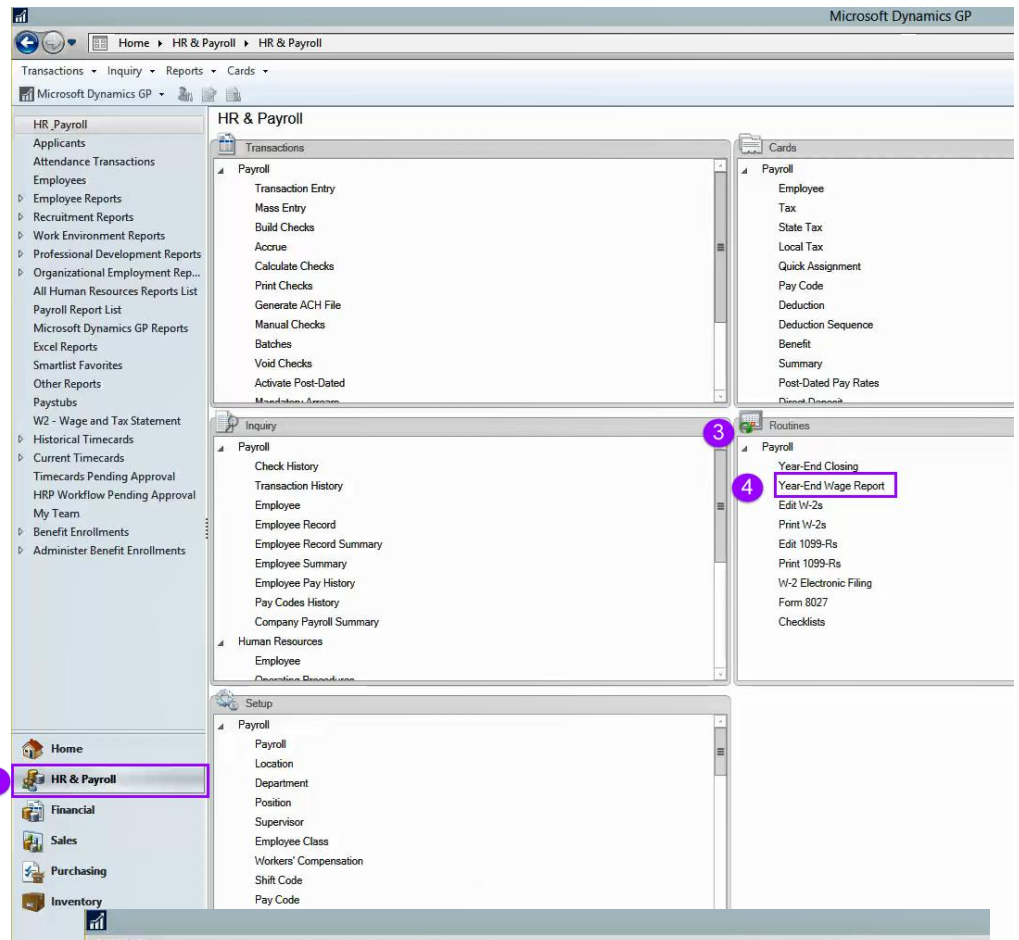 Microsoft Dynamics GP
Home ▸ HR & Payroll ▸ HR & Payroll
Transactions Inquiry Reports Cards
Microsoft Dynamics GP
HR_Payroll
Applicants
Attendance Transactions
Employees
Employee Reports
Recruitment Reports
Work Environment Reports
Professional Development Reports
Organizational Employment Rep...
All Human Resources Reports List
Payroll Report List
Microsoft Dynamics GP Reports
Excel Reports
Smartlist Favorites
Other Reports
Paystubs
W2 - Wage and Tax Statement
Historical Timecards
Current Timecards
Timecards Pending Approval
HRP Workflow Pending Approval
My Team
Benefit Enrollments
Administer Benefit Enrollments
Home
HR & Payroll
Financial
Sales
Purchasing
Inventory
HR & Payroll
Transactions
Payroll
Transaction Entry
Mass Entry
Build Checks
Accrue
Calculate Checks
Print Checks
Generate ACH File
Manual Checks
Batches
Void Checks
Activate Post-Dated
Mandatory Arrears
Cards
Payroll
Employee
Tax
State Tax
Local Tax
Quick Assignment
Pay Code
Deduction
Deduction Sequence
Benefit
Summary
Post-Dated Pay Rates
Direct Deposit
Inquiry
Payroll
Check History
Transaction History
Employee
Employee Record
Employee Record Summary
Employee Summary
Employee Pay History
Pay Codes History
Company Payroll Summary
Human Resources
Employee
Operating Procedures
3
Routines
Payroll
Year-End Closing
4
Year-End Wage Report
Edit W-2s
Print W-2s
Edit 1099-Rs
Print 1099-Rs
W-2 Electronic Filing
Form 8027
Checklists
Setup
Payroll
Payroll
Location
Department
Position
Supervisor
Employee Class
Workers' Compensation
Shift Code
Pay Code